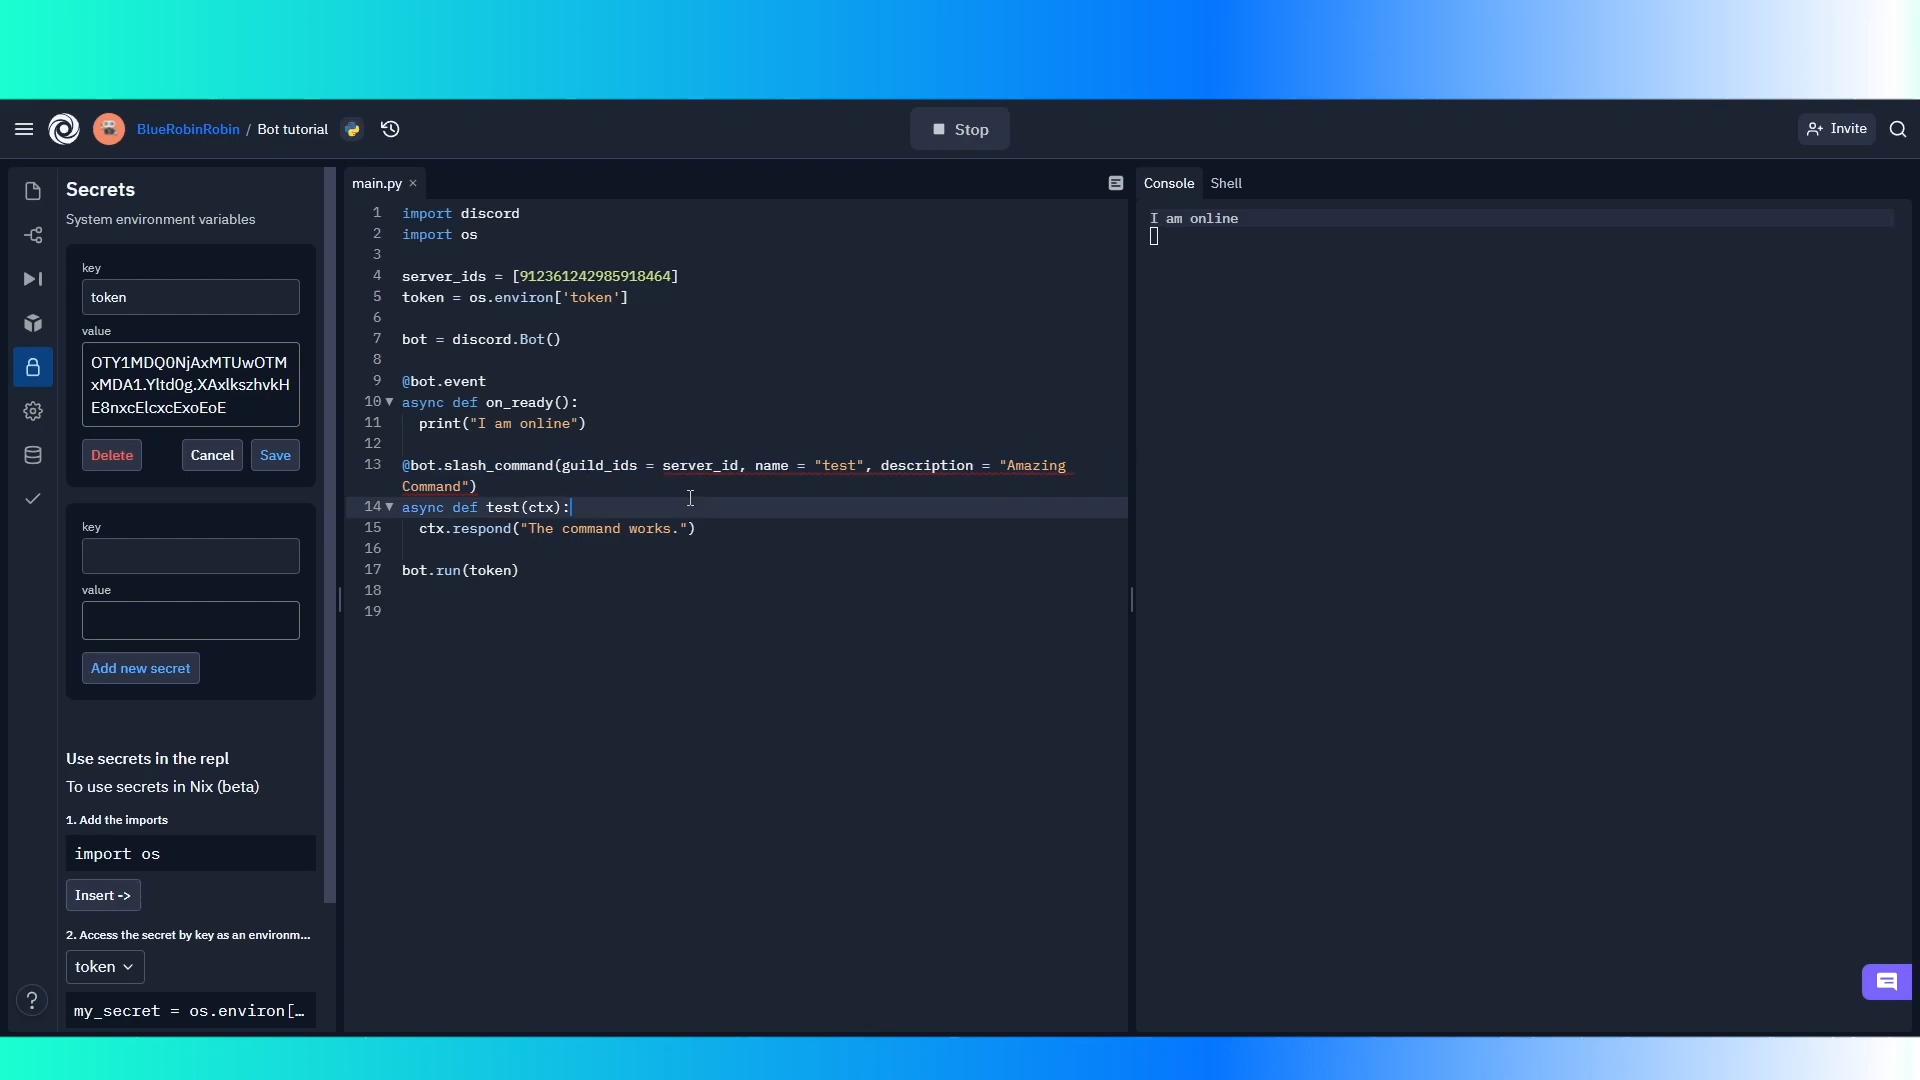 BlueRobinRobin / Bot tutorial
Stop
Invite
Secrets
System environment variables
key
token
value
OTY1MDQ0NjAxMTUwOTM
xMDA1.Yltd0g.XAxlkszhvkH
E8nxcElcxcExoEoE
Delete
Cancel
Save
key
value
Add new secret
Use secrets in the repl
To use secrets in Nix (beta)
1. Add the imports
import os
Insert ->
2. Access the secret by key as an environm...
token
my_secret = os.environ[…
?
main.py ×
1 import discord
2 import os
3
4 server_ids = [912361242985918464]
5 token = os.environ['token']
6
7 bot = discord.Bot()
8
9 @bot.event
10 async def on_ready():
11 print("I am online")
12
13 @bot.slash_command(guild_ids = server_id, name = "test", description = "Amazing
Command")
14 async def test(ctx):
15 ctx.respond("The command works.")
16
17 bot.run(token)
18
19
Console
Shell
I am online